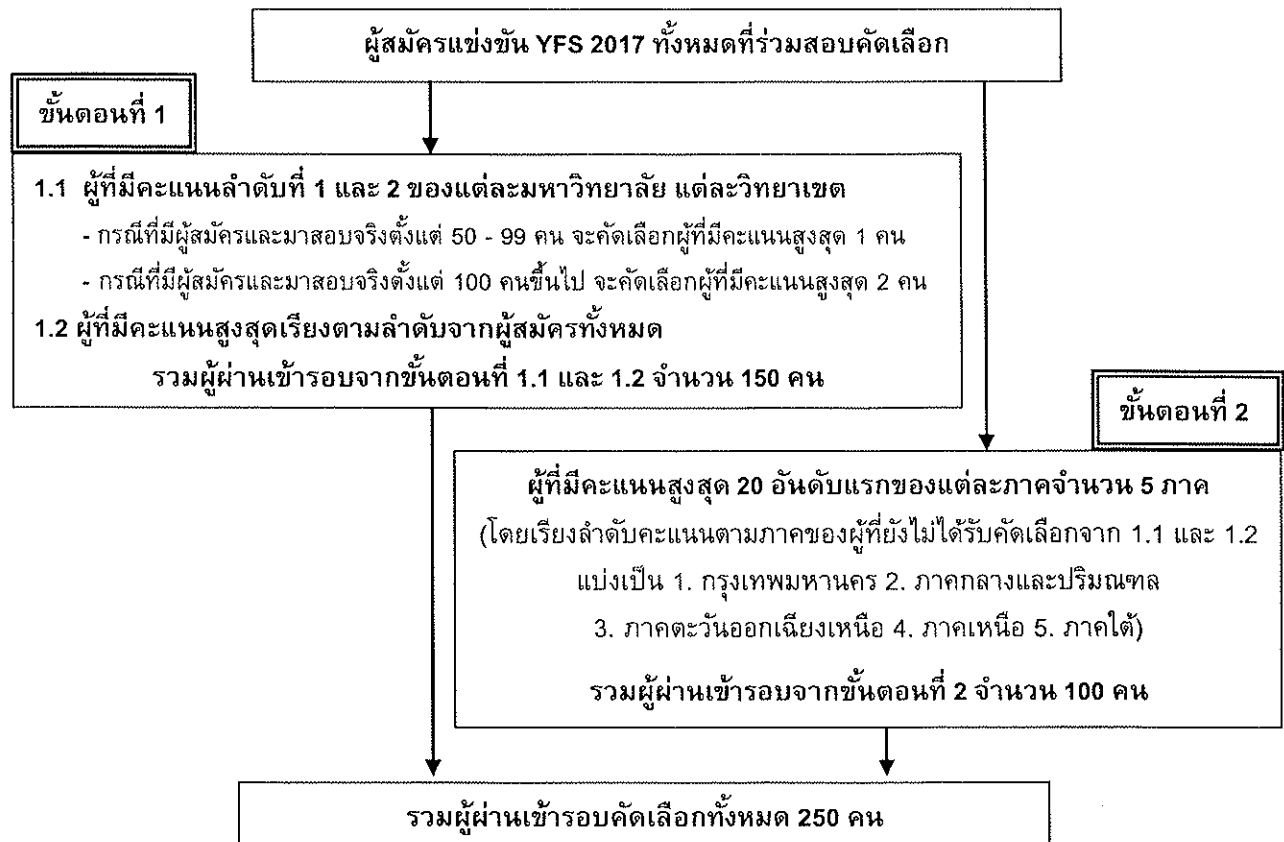 ผู้สมัครแข่งขัน YFS 2017 ทั้งหมดที่ร่วมสอบคัดเลือก
ขั้นตอนที่ 1
1.1 ผู้ที่มีคะแนนลำดับที่ 1 และ 2 ของแต่ละมหาวิทยาลัย แต่ละวิทยาเขต
- กรณีที่มีผู้สมัครและมาสอบจริงตั้งแต่ 50 - 99 คน จะคัดเลือกผู้ที่มีคะแนนสูงสุด 1 คน
- กรณีที่มีผู้สมัครและมาสอบจริงตั้งแต่ 100 คนขึ้นไป จะคัดเลือกผู้ที่มีคะแนนสูงสุด 2 คน
1.2 ผู้ที่มีคะแนนสูงสุดเรียงตามลำดับจากผู้สมัครทั้งหมด
รวมผู้ผ่านเข้ารอบจากขั้นตอนที่ 1.1 และ 1.2 จำนวน 150 คน
ขั้นตอนที่ 2
ผู้ที่มีคะแนนสูงสุด 20 อันดับแรกของแต่ละภาคจำนวน 5 ภาค
(โดยเรียงลำดับคะแนนตามภาคของผู้ที่ยังไม่ได้รับคัดเลือกจาก 1.1 และ 1.2
แบ่งเป็น 1. กรุงเทพมหานคร 2. ภาคกลางและปริมณฑล
3. ภาคตะวันออกเฉียงเหนือ 4. ภาคเหนือ 5. ภาคใต้)
รวมผู้ผ่านเข้ารอบจากขั้นตอนที่ 2 จำนวน 100 คน
รวมผู้ผ่านเข้ารอบคัดเลือกทั้งหมด 250 คน